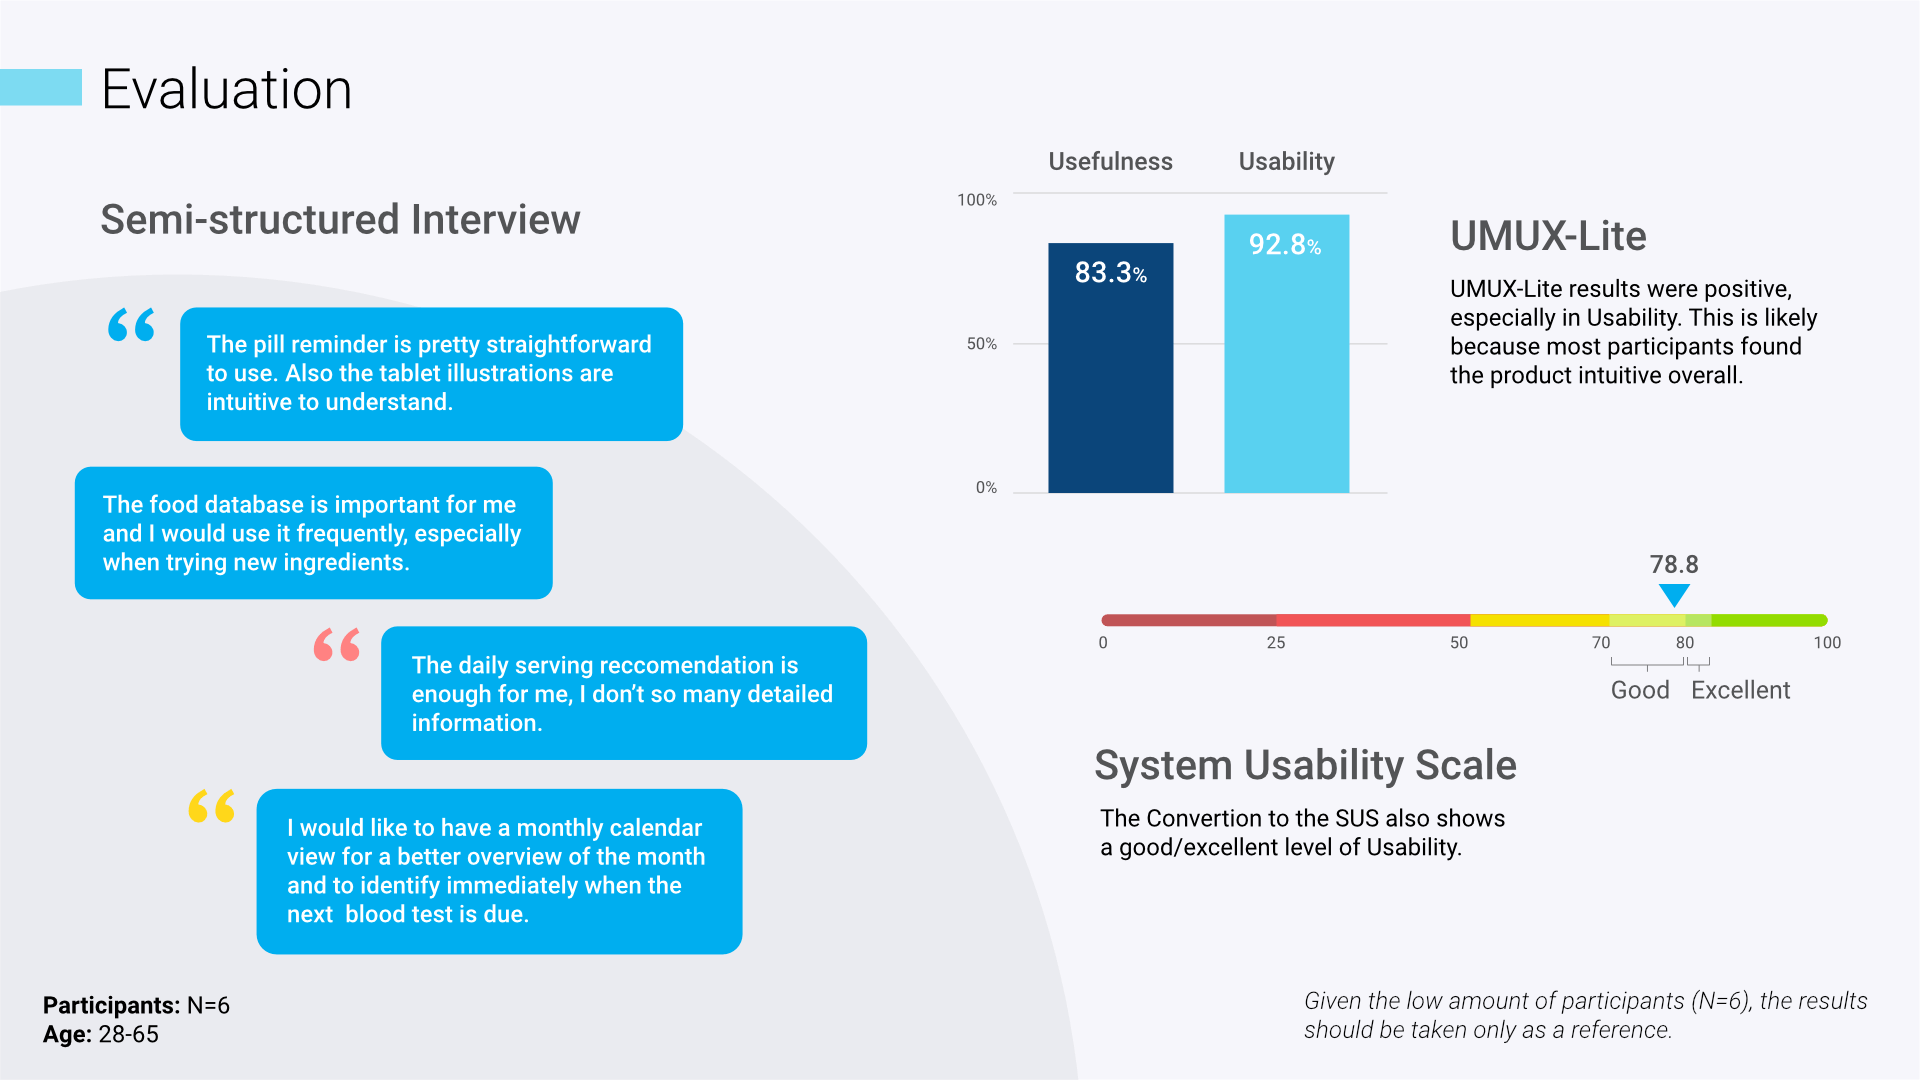 Evaluation
Semi-structured Interview
“
The pill reminder is pretty straightforward
to use. Also the tablet illustrations are
intuitive to understand.
The food database is important for me
and I would use it frequently, especially
when trying new ingredients.
“
The daily serving reccomendation is
enough for me, I don’t so many detailed
information.
“
I would like to have a monthly calendar
view for a better overview of the month
and to identify immediately when the
next  blood test is due.
Participants: N=6
Age: 28-65
Usefulness Usability
100%
50%
0%
83.3%
92.8%
UMUX-Lite
UMUX-Lite results were positive,
especially in Usability. This is likely
because most participants found
the product intuitive overall.
78.8
0 25 50 70 80 100
Good Excellent
System Usability Scale
The Convertion to the SUS also shows
a good/excellent level of Usability.
Given the low amount of participants (N=6), the results
should be taken only as a reference.